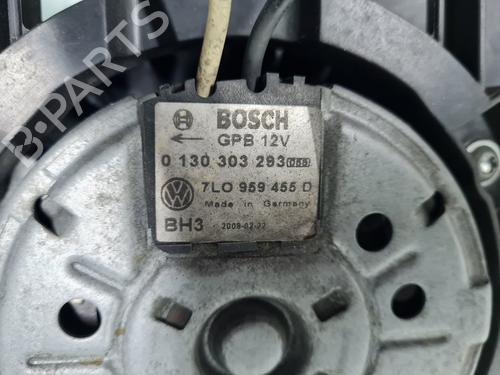 BOSCH
GPB 12V
0 130 303 293
7L0 959 455 D
Made in Germany
BH3 2008-02-22
B-PARTS